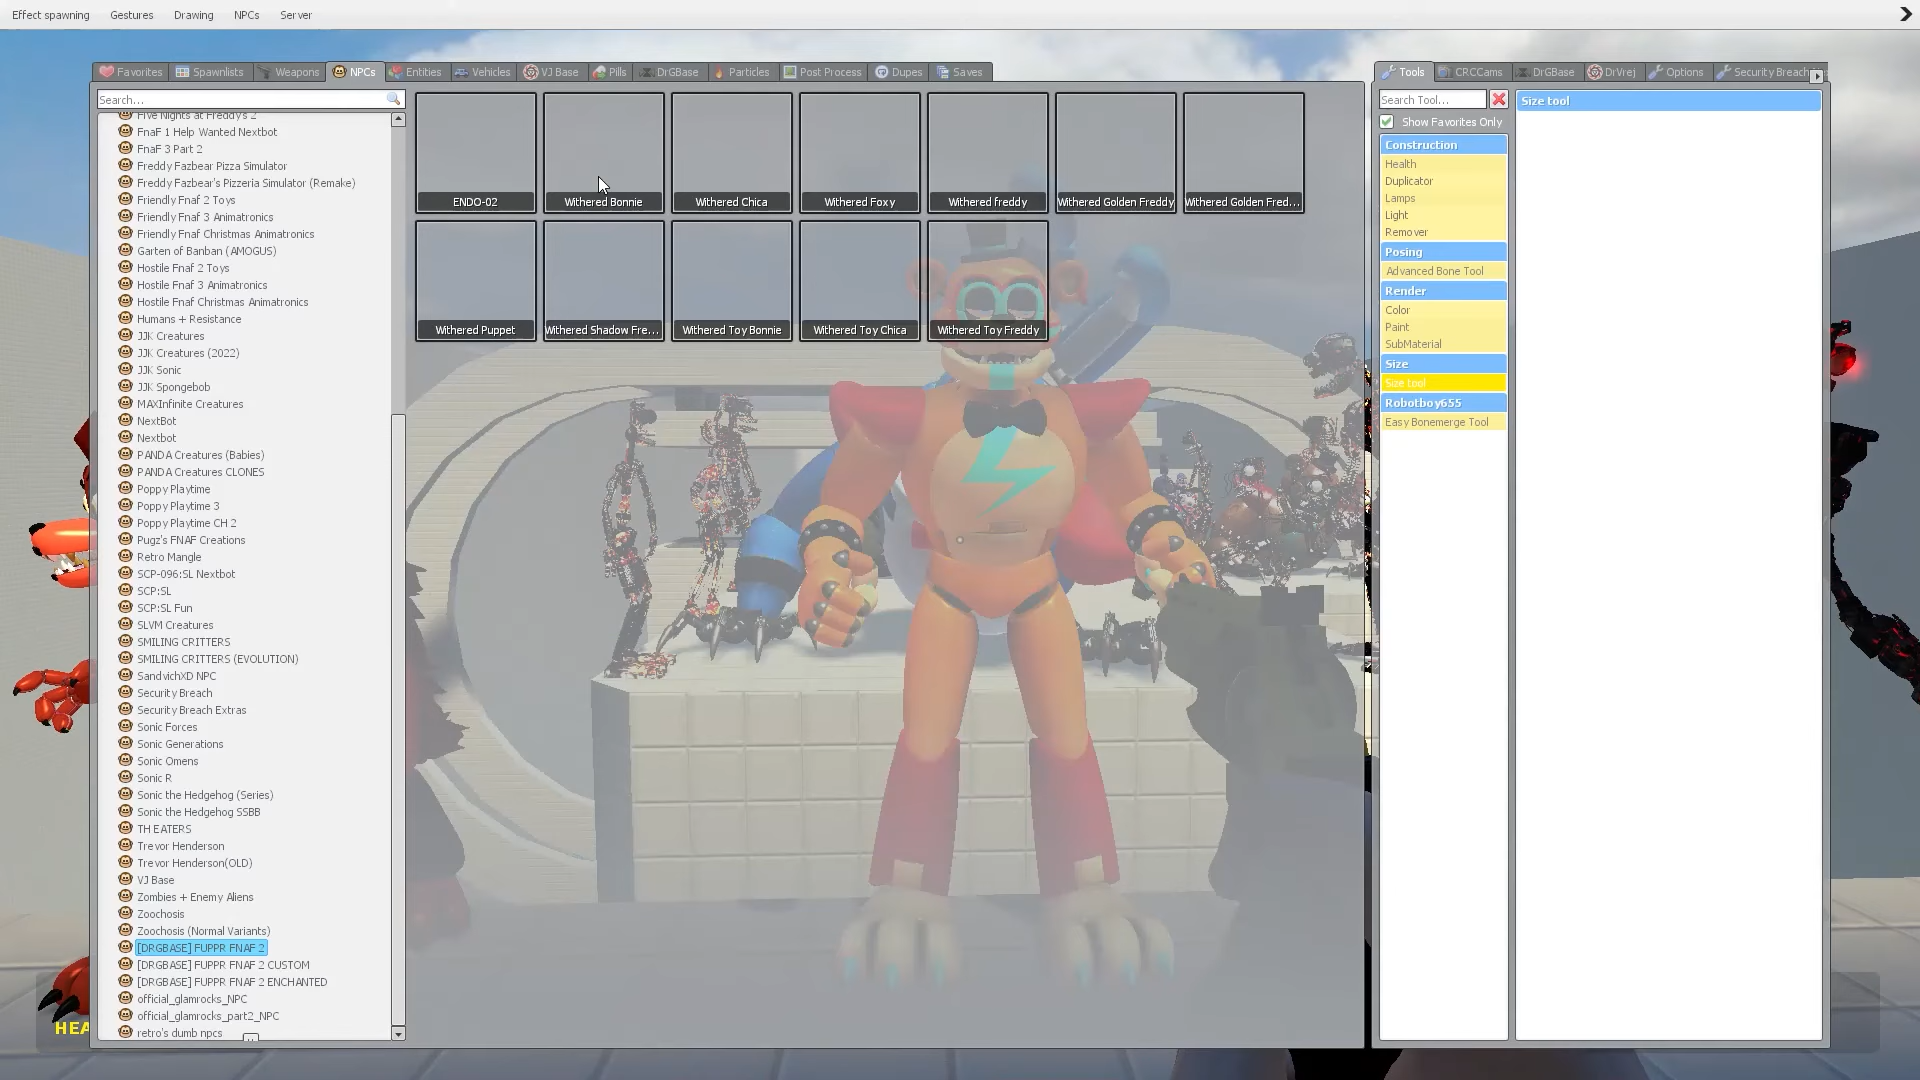 Effect spawning Gestures Drawing NPCs Server
Favorites Spawnlists Weapons NPCs Entities Vehicles VJ Base Pills DrGBase Particles Post Process Dupes Saves
Search...
Five Nights at Freddy's 2
FnaF 1 Help Wanted Nextbot
FnaF 3 Part 2
Freddy Fazbear Pizza Simulator
Freddy Fazbear's Pizzeria Simulator (Remake)
Friendly Fnaf 2 Toys
Friendly Fnaf 3 Animatronics
Friendly Fnaf Christmas Animatronics
Garten of Banban (AMOGUS)
Hostile Fnaf 2 Toys
Hostile Fnaf 3 Animatronics
Hostile Fnaf Christmas Animatronics
Humans + Resistance
JJK Creatures
JJK Creatures (2022)
JJK Sonic
JJK Spongebob
MAXInfinite Creatures
NextBot
Nextbot
PANDA Creatures (Babies)
PANDA Creatures CLONES
Poppy Playtime
Poppy Playtime 3
Poppy Playtime CH 2
Pugz's FNAF Creations
Retro Mangle
SCP-096:SL Nextbot
SCP:SL
SCP:SL Fun
SLVM Creatures
SMILING CRITTERS
SMILING CRITTERS (EVOLUTION)
SandvichXD NPC
Security Breach
Security Breach Extras
Sonic Forces
Sonic Generations
Sonic Omens
Sonic R
Sonic the Hedgehog (Series)
Sonic the Hedgehog SSBB
TH EATERS
Trevor Henderson
Trevor Henderson(OLD)
VJ Base
Zombies + Enemy Aliens
Zoochosis
Zoochosis (Normal Variants)
[DRGBASE] FUPPR FNAF 2
[DRGBASE] FUPPR FNAF 2 CUSTOM
[DRGBASE] FUPPR FNAF 2 ENCHANTED
official_glamrocks_NPC
official_glamrocks_part2_NPC
retro's dumb npcs
HEA
ENDO-02 Withered Bonnie Withered Chica Withered Foxy Withered freddy Withered Golden Freddy Withered Golden Fred...
Withered Puppet Withered Shadow Fre... Withered Toy Bonnie Withered Toy Chica Withered Toy Freddy
Tools CRCCams DrGBase DrVrej Options Security Breach
Search Tool...
Show Favorites Only
Construction
Health
Duplicator
Lamps
Light
Remover
Posing
Advanced Bone Tool
Render
Color
Paint
SubMaterial
Size
Size tool
Robotboy655
Easy Bonemerge Tool
Size tool